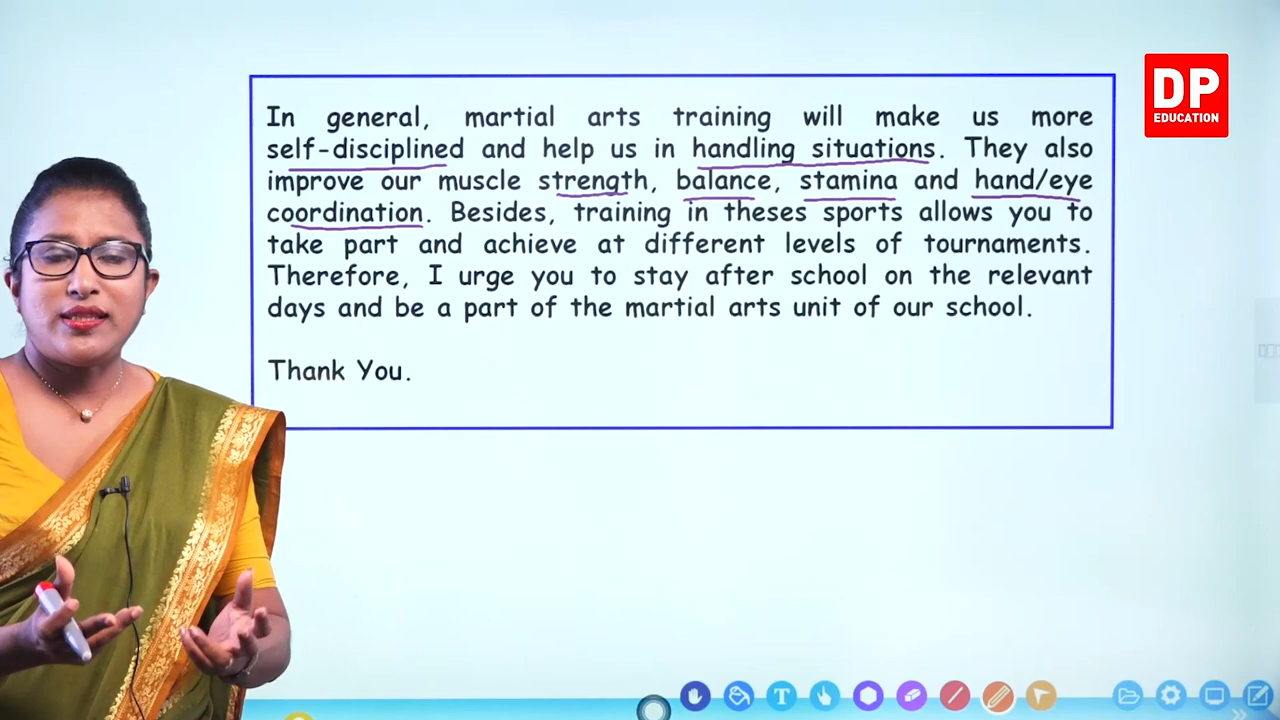 DP
EDUCATION
In general, martial arts training will make us more
self-disciplined and help us in handling situations. They also
improve our muscle strength, balance, stamina and hand/eye
coordination. Besides, training in theses sports allows you to
take part and achieve at different levels of tournaments.
Therefore, I urge you to stay after school on the relevant
days and be a part of the martial arts unit of our school.
Thank You.
T